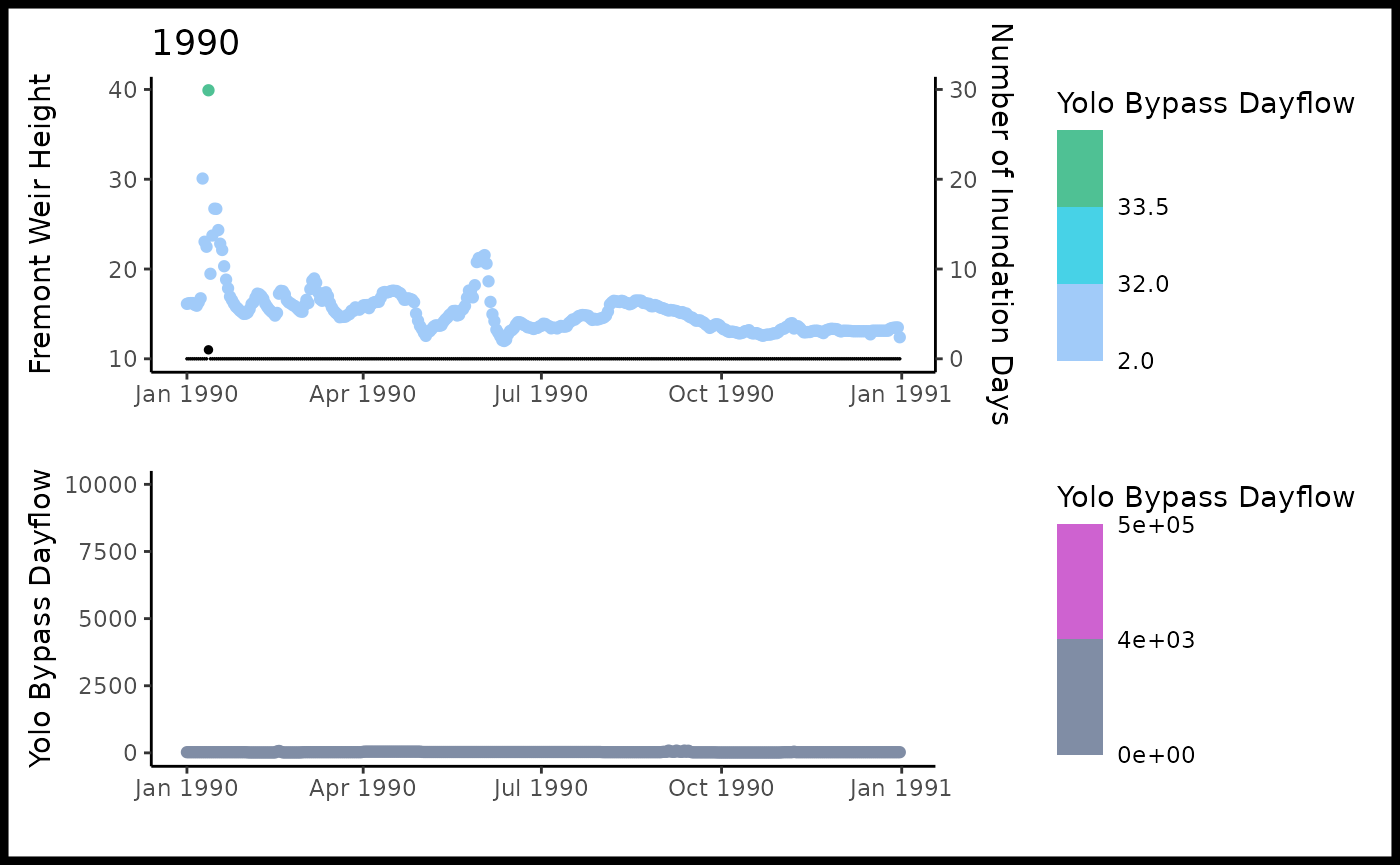 1990
Fremont Weir Height
40
30
20
10
30
20
10
0
Number of Inundation Days
Jan 1990
Apr 1990
Jul 1990
Oct 1990
Jan 1991
Yolo Bypass Dayflow
33.5
32.0
2.0
Yolo Bypass Dayflow
10000
7500
5000
2500
0
Jan 1990
Apr 1990
Jul 1990
Oct 1990
Jan 1991
Yolo Bypass Dayflow
5e+05
4e+03
0e+00